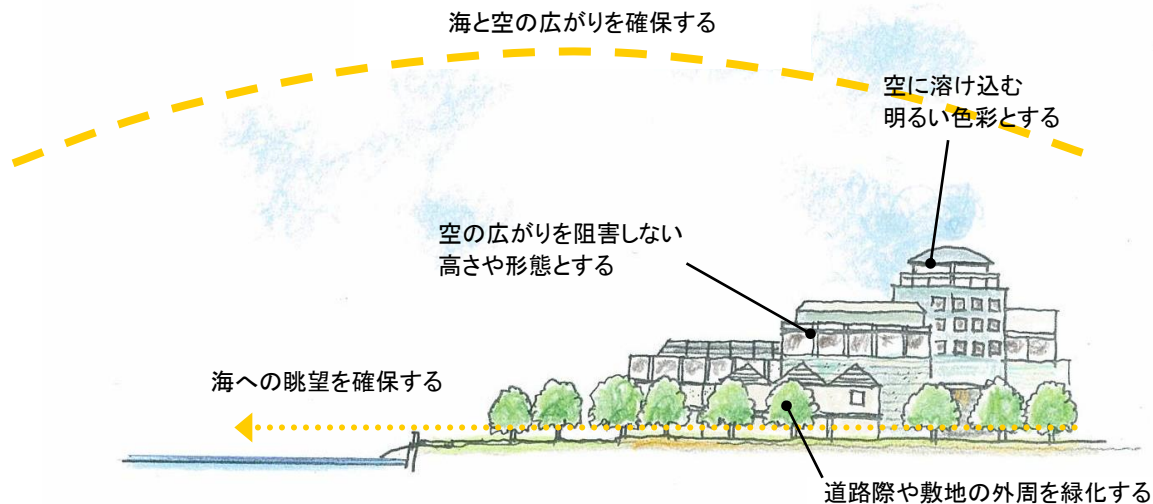 海と空の広がりを確保する
空に溶け込む
明るい色彩とする
空の広がりを阻害しない
高さや形態とする
海への眺望を確保する
道路際や敷地の外周を緑化する